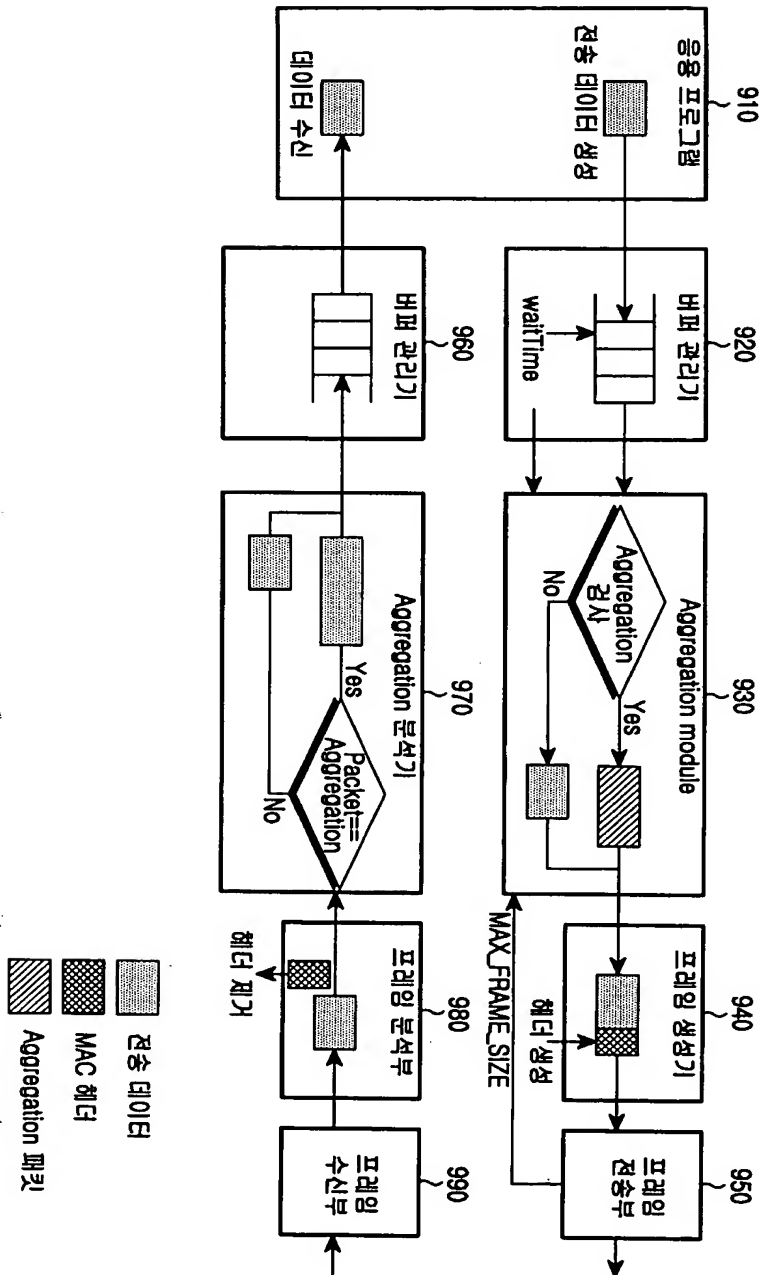 910
응용 프로그램
전송 데이터 생성
데이터 수신
920
버퍼 관리기
waitTime
930
Aggregation module
Aggregation
검사
Yes
No
MAX_FRAME_SIZE
940
프레임 생성기
헤더 생성
950
프레임
전송부
960
버퍼 관리기
970
Aggregation 분석기
Packet==
Aggregation
Yes
No
980
프레임 분석부
헤더 제거
990
프레임
수신부
전송 데이터
MAC 헤더
Aggregation 패킷